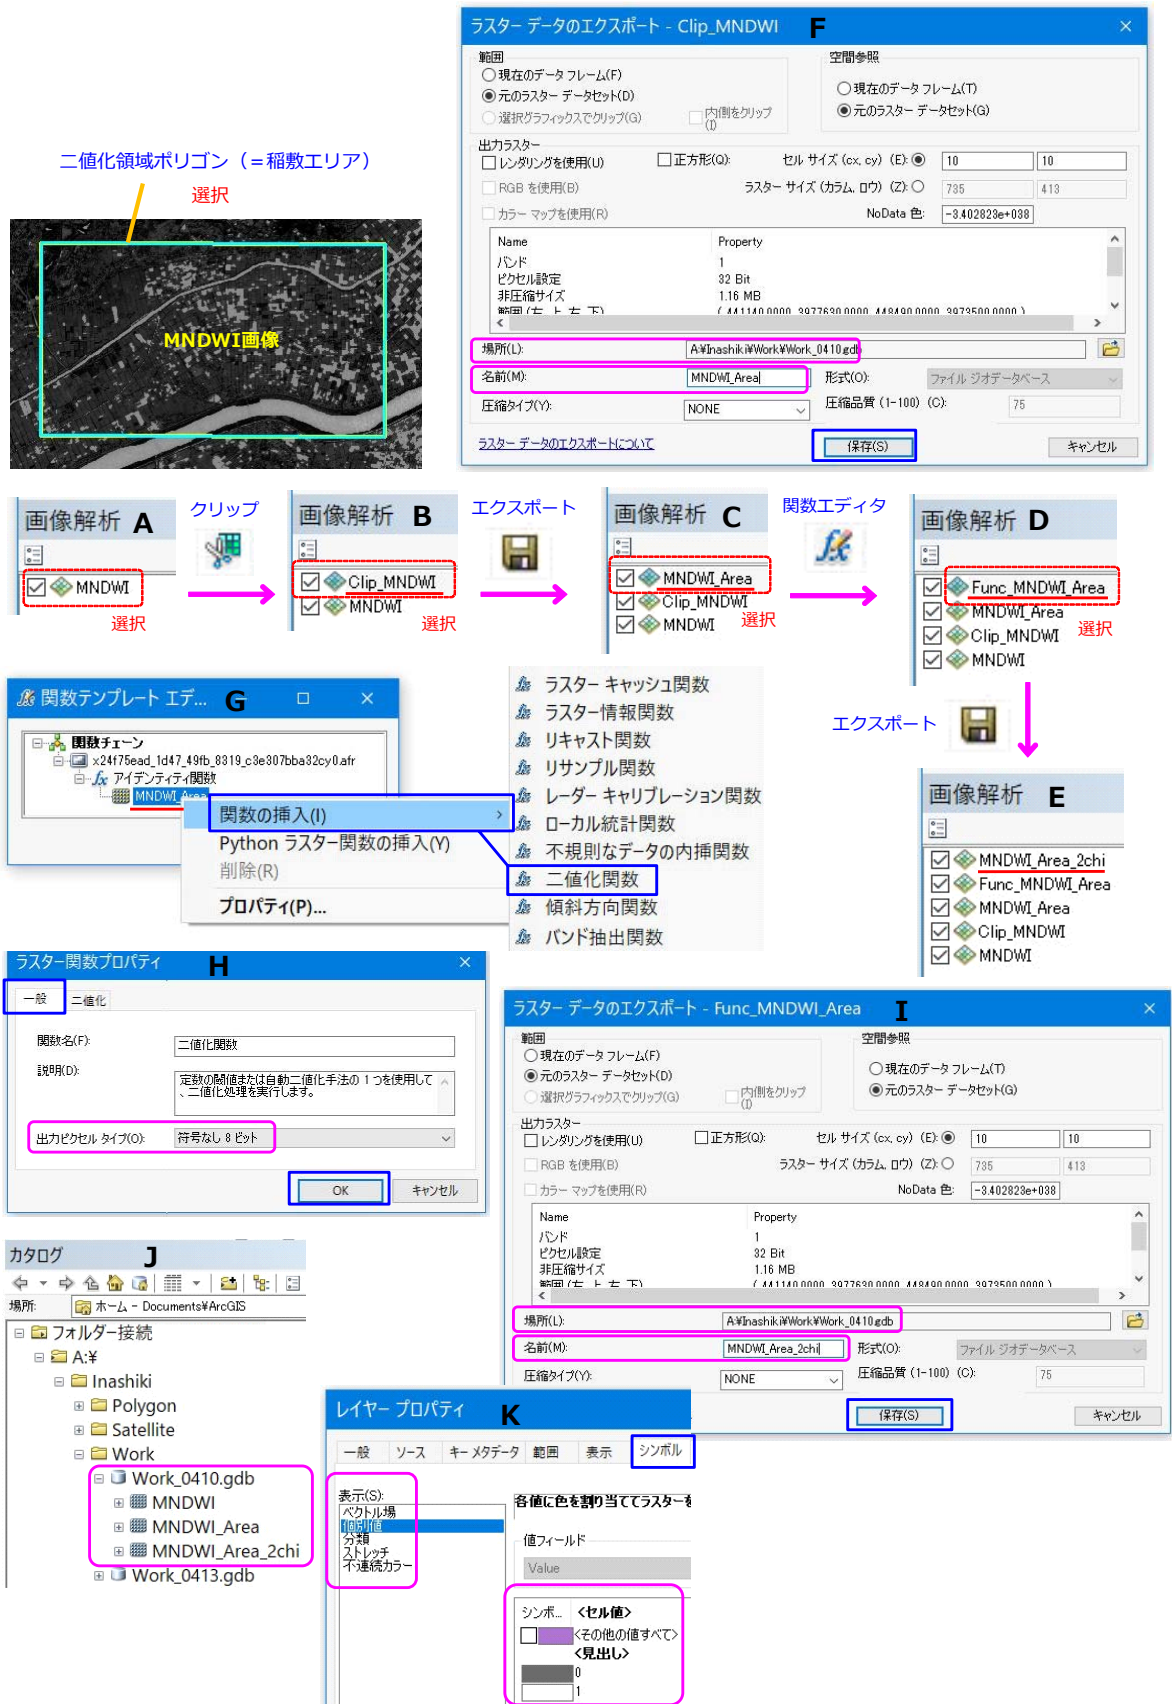 ラスター データのエクスポート - Clip_MNDWI
F
範囲
現在のデータ フレーム(F)
元のラスター データセット(D)
選択グラフィックスでクリップ(G)
内側をクリップ(I)
空間参照
現在のデータ フレーム(T)
元のラスター データセット(G)
出力ラスター
レンダリングを使用(U)
正方形(Q):
セル サイズ (cx, cy) (E):
10
10
RGB を使用(B)
ラスター サイズ (カラム, ロウ) (Z):
735
413
カラー マップを使用(R)
NoData 色:
-3.402823e+038
Name
Property
バンド
1
ピクセル設定
32 Bit
非圧縮サイズ
1.16 MB
範囲 (左, 上, 右, 下)
( 441140.0000, 3977630.0000, 448490.0000, 3973500.0000 )
場所(L):
A:¥Inashiki¥Work¥Work_0410.gdb
名前(M):
MNDWI_Area
形式(O):
ファイル ジオデータベース
圧縮タイプ(Y):
NONE
圧縮品質 (1-100) (C):
75
ラスター データのエクスポートについて
保存(S)
キャンセル
二値化領域ポリゴン（＝稲敷エリア）
選択
MNDWI画像
画像解析 A
MNDWI
選択
クリップ
画像解析 B
Clip_MNDWI
MNDWI
選択
エクスポート
画像解析 C
MNDWI_Area
Clip_MNDWI
MNDWI
選択
関数エディタ
画像解析 D
Func_MNDWI_Area
MNDWI_Area
Clip_MNDWI
MNDWI
選択
エクスポート
画像解析 E
MNDWI_Area_2chi
Func_MNDWI_Area
MNDWI_Area
Clip_MNDWI
MNDWI
関数テンプレート エデ... G
関数チェーン
x24f75ead_1d47_49fb_8319_c3e307bba32cy0.afr
アイデンティティ関数
MNDWI_Area
関数の挿入(I)
Python ラスター関数の挿入(Y)
削除(R)
プロパティ(P)...
ラスター キャッシュ関数
ラスター情報関数
リキャスト関数
リサンプル関数
レーダー キャリブレーション関数
ローカル統計関数
不規則なデータの内挿関数
二値化関数
傾斜方向関数
バンド抽出関数
ラスター関数プロパティ H
一般
二値化
関数名(F):
二値化関数
説明(D):
定数の閾値または自動二値化手法の 1 つを使用して
、二値化処理を実行します。
出力ピクセル タイプ(O):
符号なし 8 ビット
OK
キャンセル
ラスター データのエクスポート - Func_MNDWI_Area
I
範囲
現在のデータ フレーム(F)
元のラスター データセット(D)
選択グラフィックスでクリップ(G)
内側をクリップ(I)
空間参照
現在のデータ フレーム(T)
元のラスター データセット(G)
出力ラスター
レンダリングを使用(U)
正方形(Q):
セル サイズ (cx, cy) (E):
10
10
RGB を使用(B)
ラスター サイズ (カラム, ロウ) (Z):
735
413
カラー マップを使用(R)
NoData 色:
-3.402823e+038
Name
Property
バンド
1
ピクセル設定
32 Bit
非圧縮サイズ
1.16 MB
範囲 (左, 上, 右, 下)
( 441140.0000, 3977630.0000, 448490.0000, 3973500.0000 )
場所(L):
A:¥Inashiki¥Work¥Work_0410.gdb
名前(M):
MNDWI_Area_2chi
形式(O):
ファイル ジオデータベース
圧縮タイプ(Y):
NONE
圧縮品質 (1-100) (C):
75
保存(S)
キャンセル
カタログ J
場所:
ホーム - Documents¥ArcGIS
フォルダー接続
A:¥
Inashiki
Polygon
Satellite
Work
Work_0410.gdb
MNDWI
MNDWI_Area
MNDWI_Area_2chi
Work_0413.gdb
レイヤー プロパティ K
一般
ソース
キー メタデータ
範囲
表示
シンボル
表示(S):
ベクトル場
個別値
分類
ストレッチ
不連続カラー
各値に色を割り当ててラスターを
値フィールド
Value
シンボ...
<セル値>
<その他の値すべて>
<見出し>
0
1